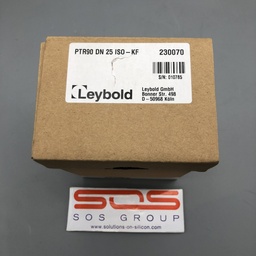 PTR90 DN 25 ISO-KF 230070
S/N: 010785
Leybold
Leybold GmbH
Bonner Str. 498
D - 50968 Köln
SOS
SOS GROUP
www.solutions-on-silicon.com